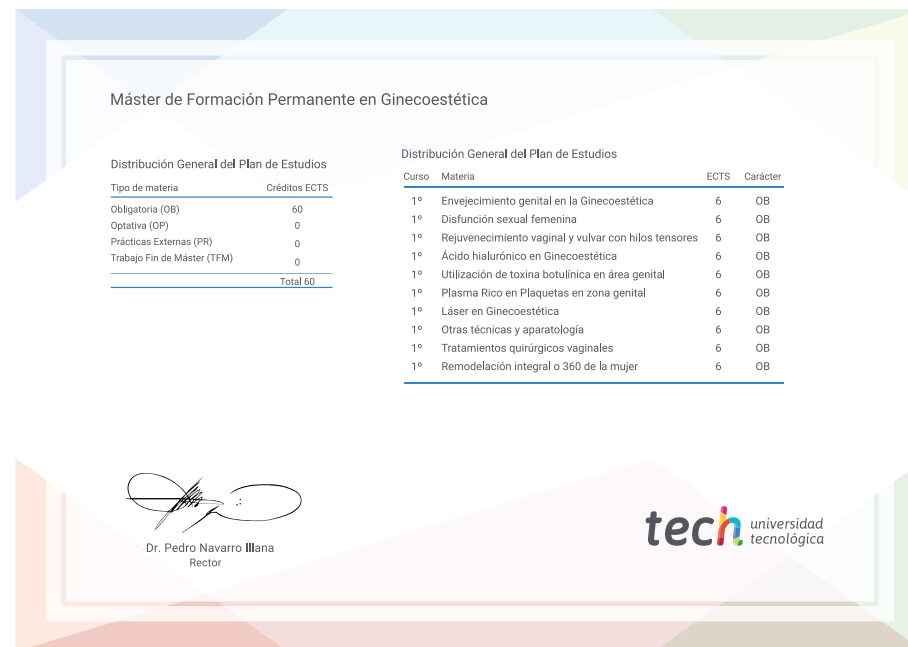 Máster de Formación Permanente en Ginecoestética
Distribución General del Plan de Estudios
Tipo de materia Créditos ECTS
Obligatoria (OB) 60
Optativa (OP) 0
Prácticas Externas (PR) 0
Trabajo Fin de Máster (TFM) 0
Total 60
Distribución General del Plan de Estudios
Curso Materia ECTS Carácter
1º Envejecimiento genital en la Ginecoestética 6 OB
1º Disfunción sexual femenina 6 OB
1º Rejuvenecimiento vaginal y vulvar con hilos tensores 6 OB
1º Ácido hialurónico en Ginecoestética 6 OB
1º Utilización de toxina botulínica en área genital 6 OB
1º Plasma Rico en Plaquetas en zona genital 6 OB
1º Láser en Ginecoestética 6 OB
1º Otras técnicas y aparatología 6 OB
1º Tratamientos quirúrgicos vaginales 6 OB
1º Remodelación integral o 360 de la mujer 6 OB
Dr. Pedro Navarro Illana
Rector
tech universidad
tecnológica